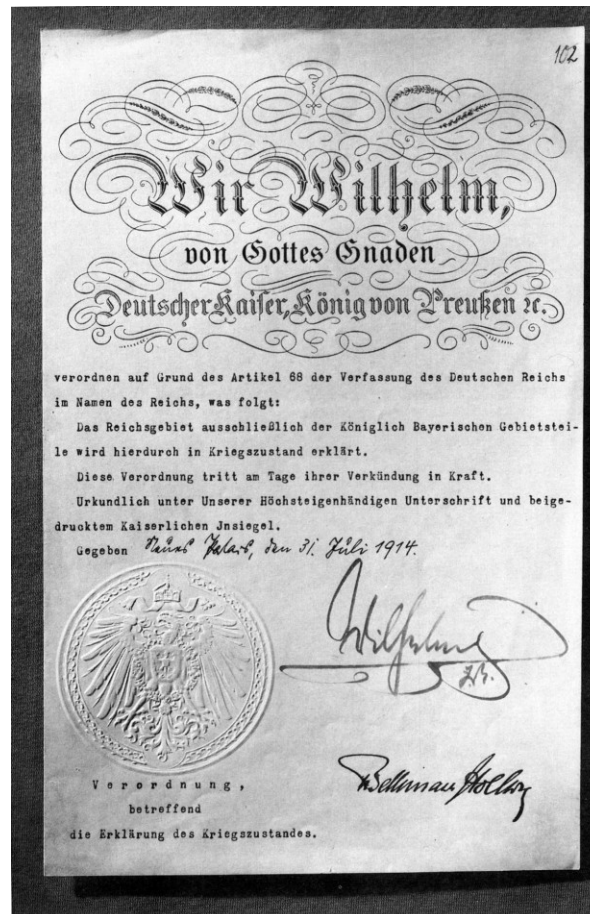 102
Wir Wilhelm,
von Gottes Gnaden
Deutscher Kaiser, König von Preußen ꝛc.
verordnen auf Grund des Artikel 68 der Verfassung des Deutschen Reichs
im Namen des Reichs, was folgt:
Das Reichsgebiet ausschließlich der Königlich Bayerischen Gebietstei-
le wird hierdurch in Kriegszustand erklärt.
Diese Verordnung tritt am Tage ihrer Verkündung in Kraft.
Urkundlich unter Unserer Höchsteigenhändigen Unterschrift und beige-
drucktem Kaiserlichen Jnsiegel.
Gegeben Neues Palais, den 31. Juli 1914.
Wilhelm
I.R.
vBethmann Hollweg
Verordnung,
betreffend
die Erklärung des Kriegszustandes.